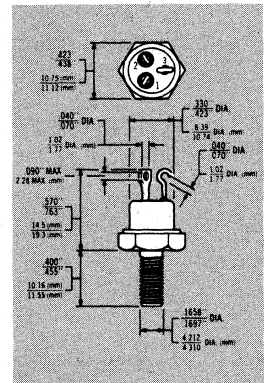 .423
.438
10.75 (mm)
11.12 (mm)
2
3
1
.040 DIA.
.070
1.02
1.77
.330 DIA.
.423
8.39 DIA. (mm)
10.74
.090" MAX
2.28 MAX (mm)
.040 DIA.
.070
1.02 DIA. (mm)
1.77
.570"
.763"
14.5 (mm)
19.3 (mm)
.400"
.455"
10.16 (mm)
11.55 (mm)
.1658 DIA.
.1697
4.212 DIA. (mm)
4.310